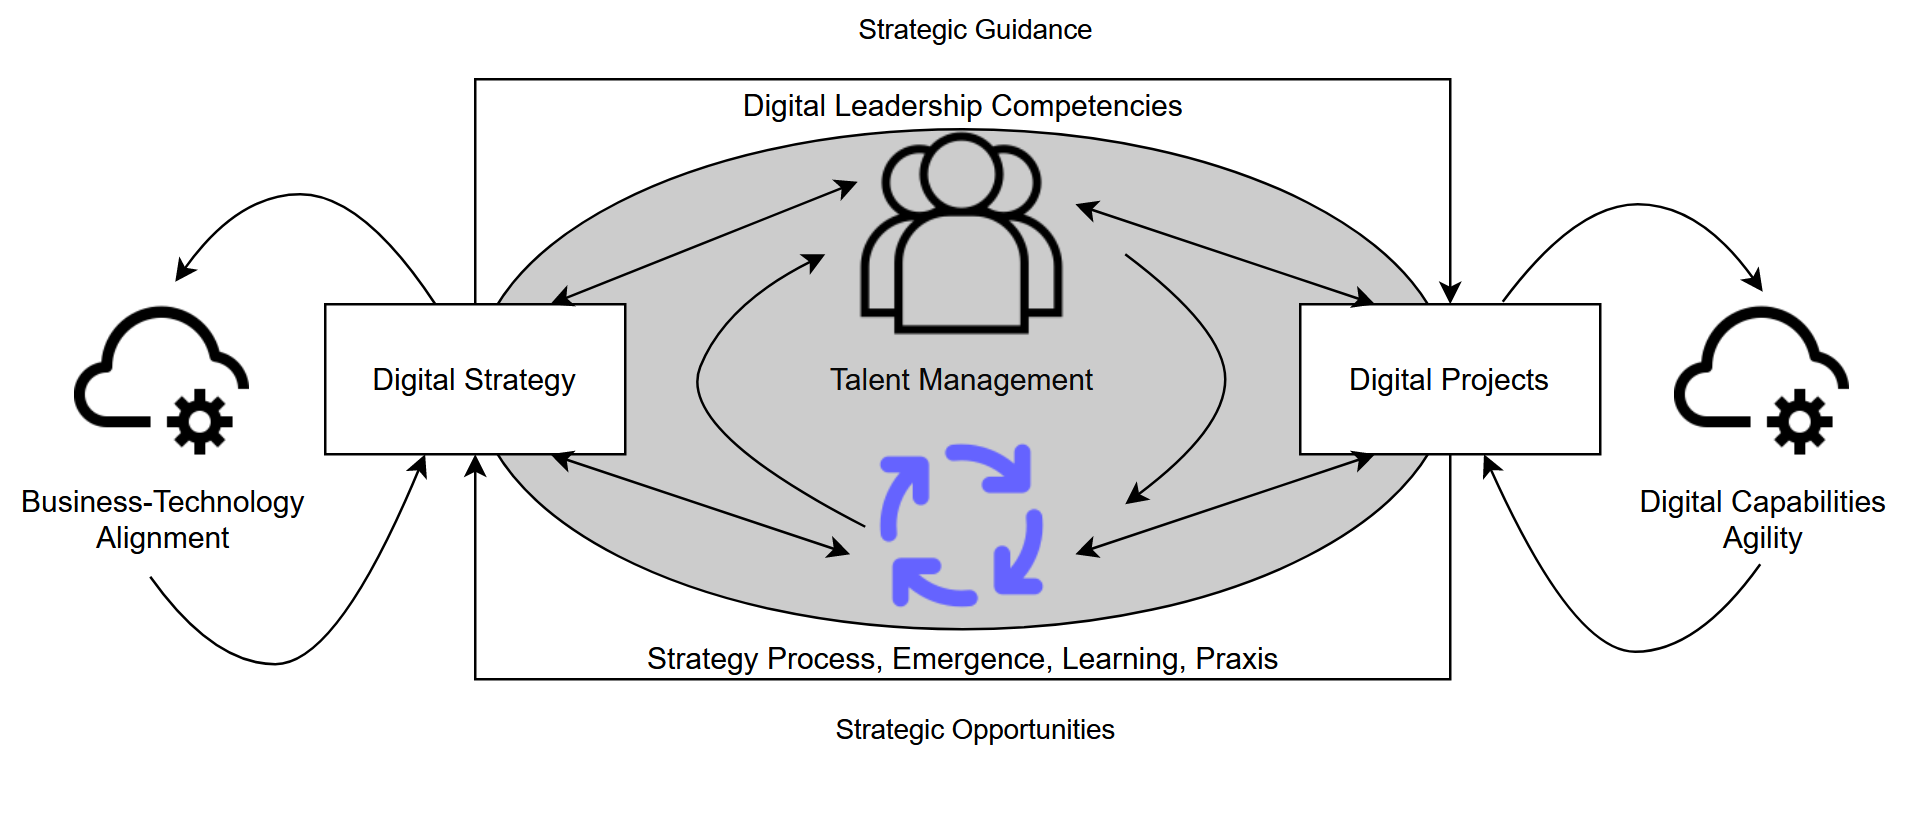 Strategic Guidance
Digital Leadership Competencies
Digital Strategy
Talent Management
Digital Projects
Business-Technology
Alignment
Digital Capabilities
Agility
Strategy Process, Emergence, Learning, Praxis
Strategic Opportunities